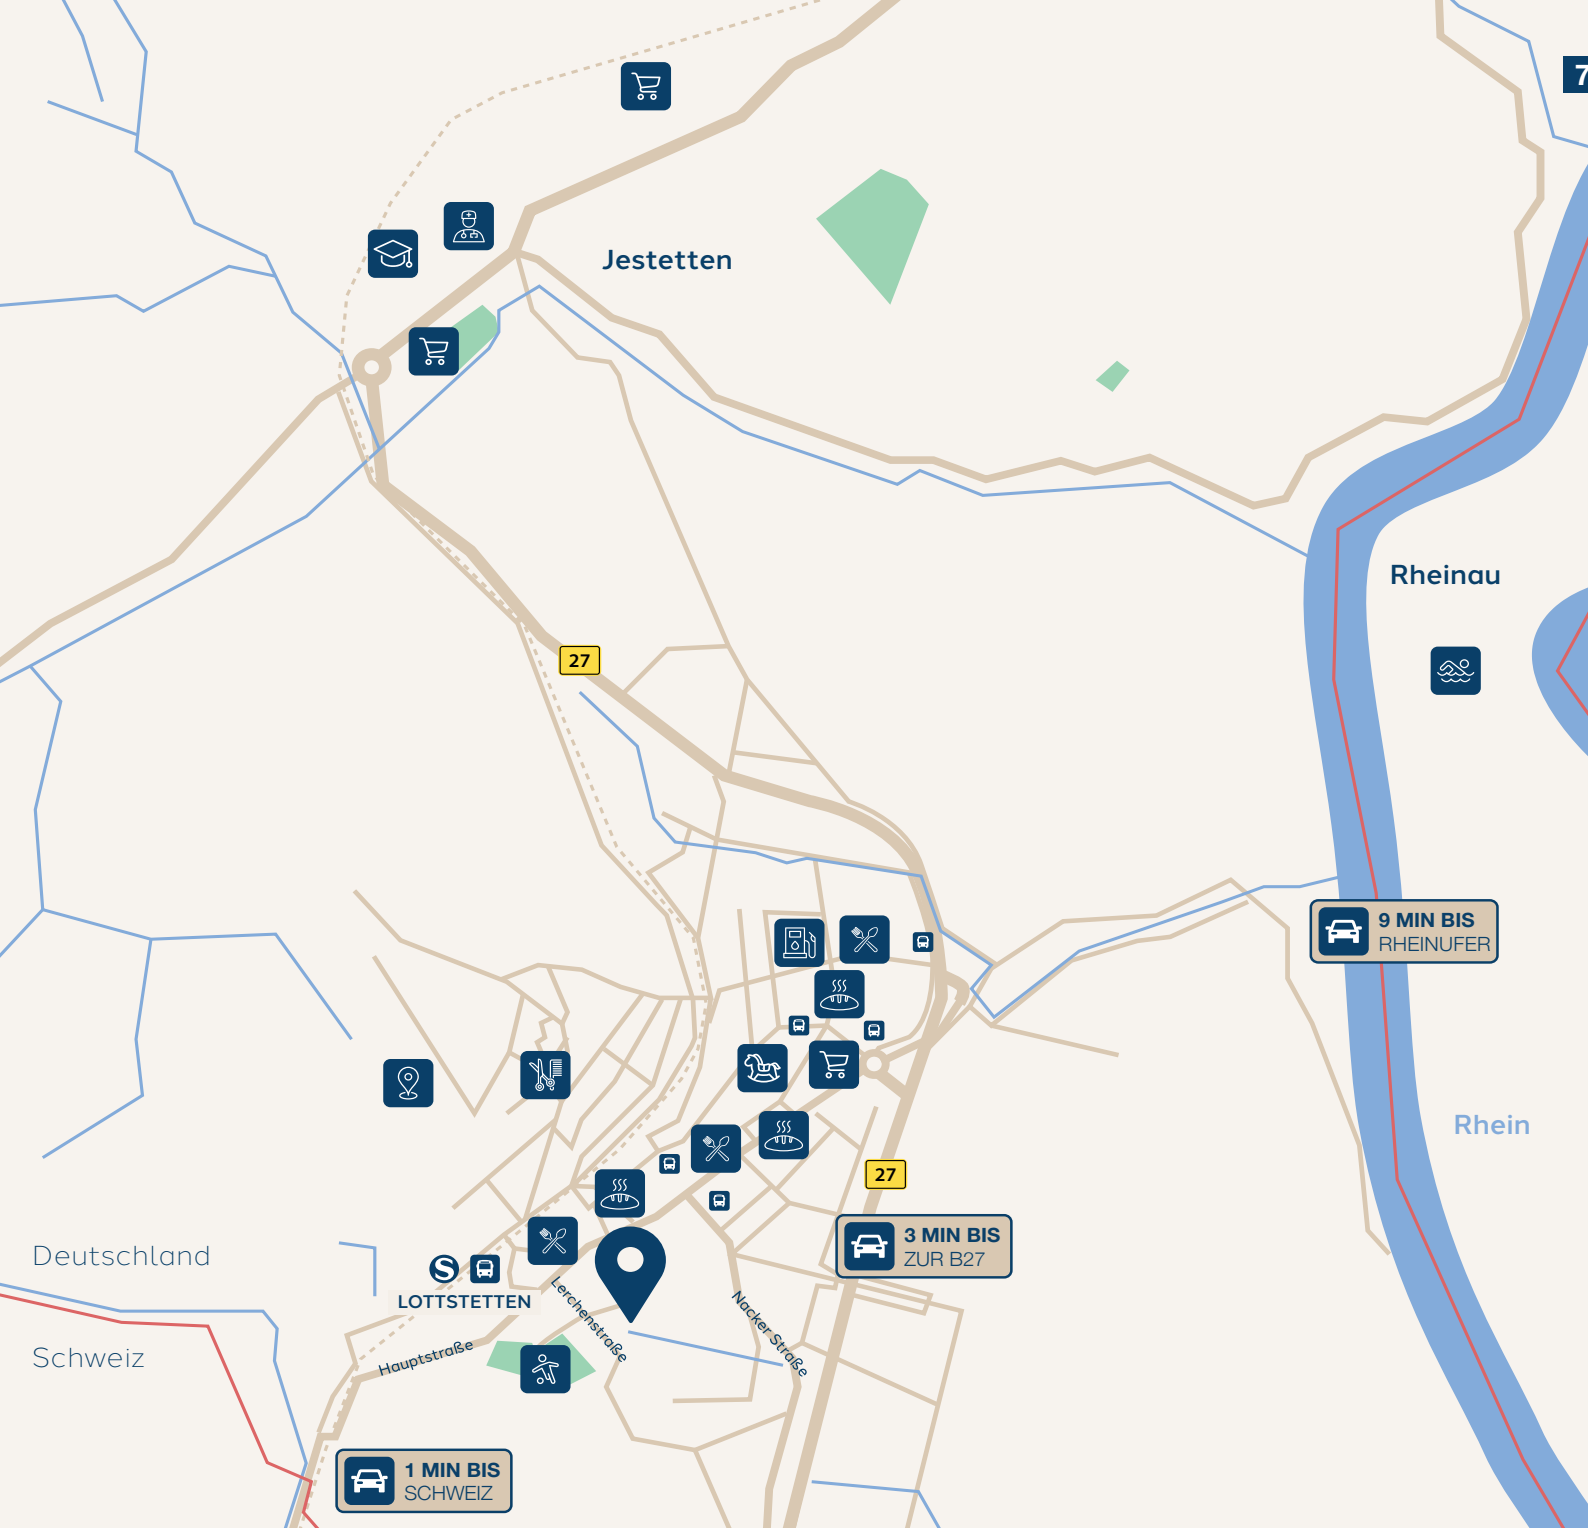 7
Jestetten
Rheinau
27
9 MIN BIS
RHEINUFER
Rhein
27
3 MIN BIS
ZUR B27
Deutschland
S
LOTTSTETTEN
Lerchenstraße
Nacker Straße
Hauptstraße
Schweiz
1 MIN BIS
SCHWEIZ